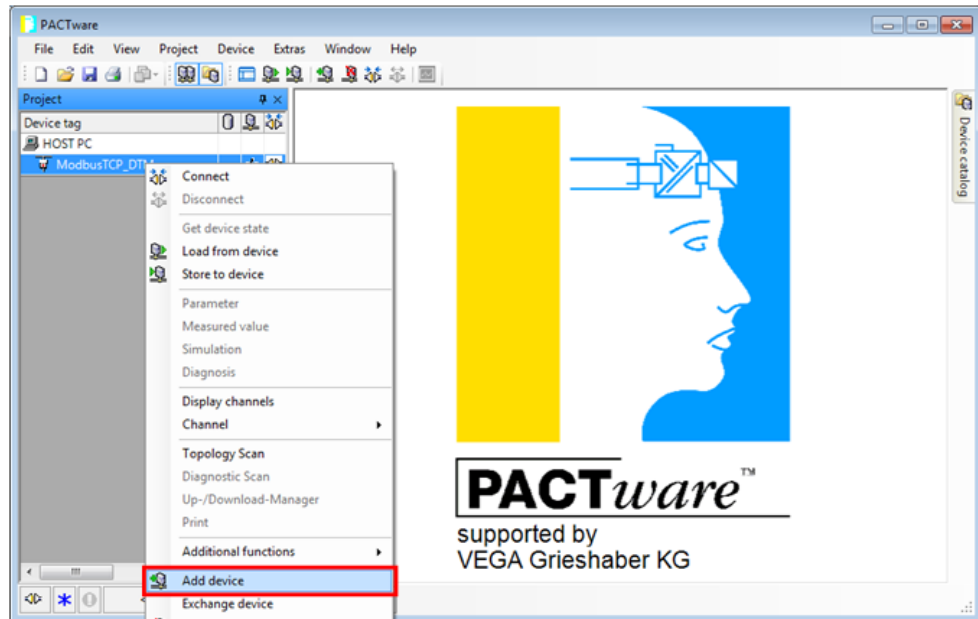 PACTware
File Edit View Project Device Extras Window Help
Project
Device tag
HOST PC
ModbusTCP_DTM
Connect
Disconnect
Get device state
Load from device
Store to device
Parameter
Measured value
Simulation
Diagnosis
Display channels
Channel
Topology Scan
Diagnostic Scan
Up-/Download-Manager
Print
Additional functions
Add device
Exchange device
Device catalog
PACTware™
supported by
VEGA Grieshaber KG